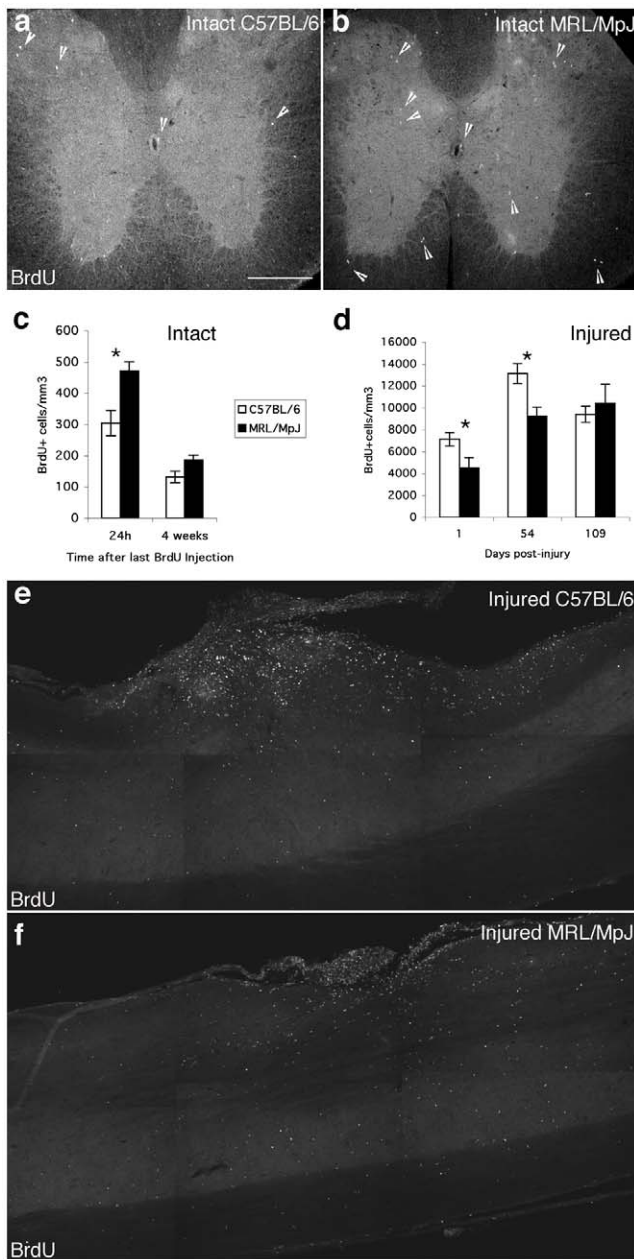 a
Intact C57BL/6
b
Intact MRL/MpJ
BrdU
c
Intact
BrdU+ cells/mm3
600
500
400
300
200
100
0
*
24h
4 weeks
Time after last BrdU Injection
C57BL/6
MRL/MpJ
d
Injured
BrdU+cells/mm3
16000
14000
12000
10000
8000
6000
4000
2000
0
*
*
1
54
109
Days post-injury
e
Injured C57BL/6
BrdU
f
Injured MRL/MpJ
BrdU